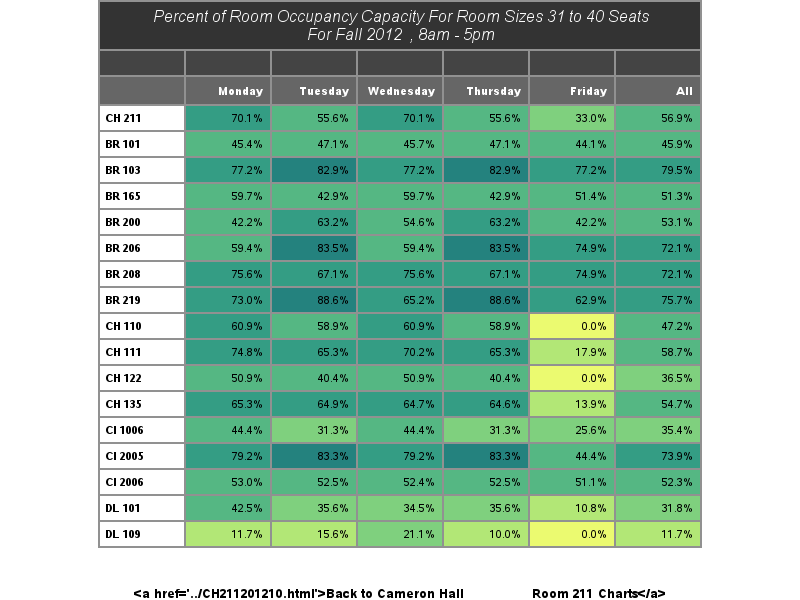 Percent of Room Occupancy Capacity For Room Sizes 31 to 40 Seats
For Fall 2012 , 8am - 5pm
Monday Tuesday Wednesday Thursday Friday All
CH 211 70.1% 55.6% 70.1% 55.6% 33.0% 56.9%
BR 101 45.4% 47.1% 45.7% 47.1% 44.1% 45.9%
BR 103 77.2% 82.9% 77.2% 82.9% 77.2% 79.5%
BR 165 59.7% 42.9% 59.7% 42.9% 51.4% 51.3%
BR 200 42.2% 63.2% 54.6% 63.2% 42.2% 53.1%
BR 206 59.4% 83.5% 59.4% 83.5% 74.9% 72.1%
BR 208 75.6% 67.1% 75.6% 67.1% 74.9% 72.1%
BR 219 73.0% 88.6% 65.2% 88.6% 62.9% 75.7%
CH 110 60.9% 58.9% 60.9% 58.9% 0.0% 47.2%
CH 111 74.8% 65.3% 70.2% 65.3% 17.9% 58.7%
CH 122 50.9% 40.4% 50.9% 40.4% 0.0% 36.5%
CH 135 65.3% 64.9% 64.7% 64.6% 13.9% 54.7%
CI 1006 44.4% 31.3% 44.4% 31.3% 25.6% 35.4%
CI 2005 79.2% 83.3% 79.2% 83.3% 44.4% 73.9%
CI 2006 53.0% 52.5% 52.4% 52.5% 51.1% 52.3%
DL 101 42.5% 35.6% 34.5% 35.6% 10.8% 31.8%
DL 109 11.7% 15.6% 21.1% 10.0% 0.0% 11.7%
<a href='../CH211201210.html'>Back to Cameron Hall Room 211 Charts</a>